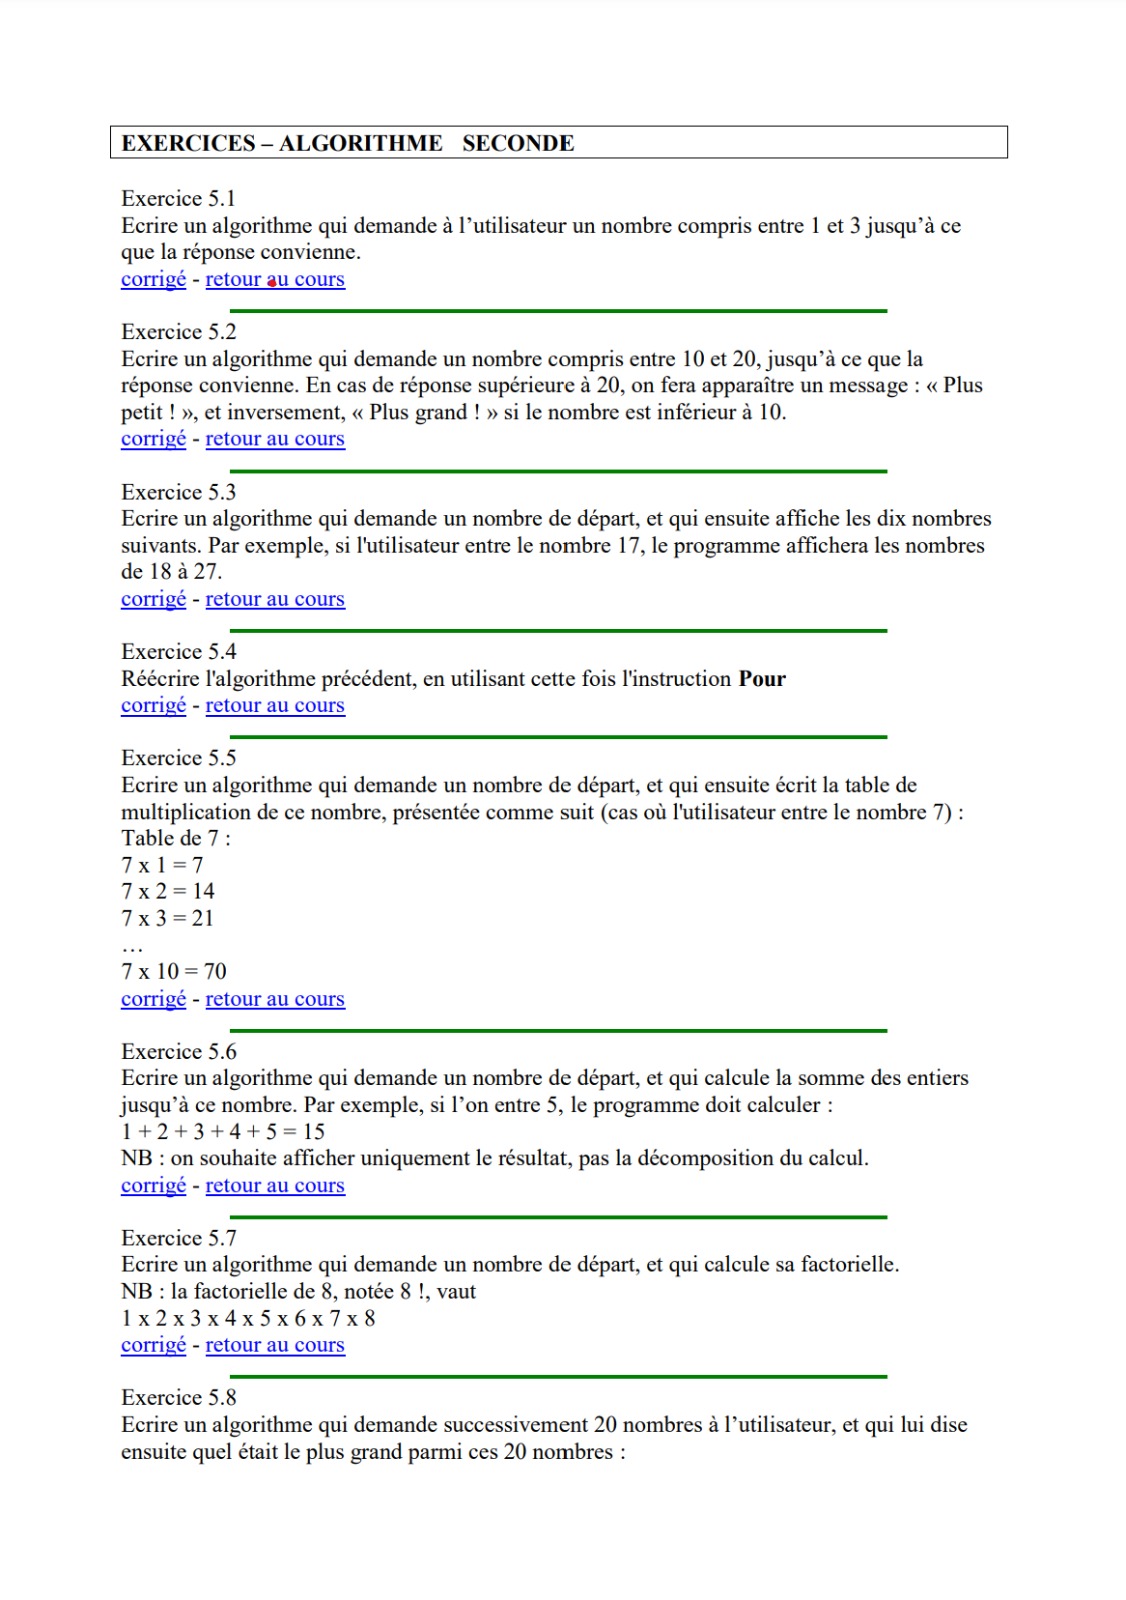 EXERCICES – ALGORITHME SECONDE
Exercice 5.1
Ecrire un algorithme qui demande à l’utilisateur un nombre compris entre 1 et 3 jusqu’à ce
que la réponse convienne.
corrigé - retour au cours
Exercice 5.2
Ecrire un algorithme qui demande un nombre compris entre 10 et 20, jusqu’à ce que la
réponse convienne. En cas de réponse supérieure à 20, on fera apparaître un message : « Plus
petit ! », et inversement, « Plus grand ! » si le nombre est inférieur à 10.
corrigé - retour au cours
Exercice 5.3
Ecrire un algorithme qui demande un nombre de départ, et qui ensuite affiche les dix nombres
suivants. Par exemple, si l'utilisateur entre le nombre 17, le programme affichera les nombres
de 18 à 27.
corrigé - retour au cours
Exercice 5.4
Réécrire l'algorithme précédent, en utilisant cette fois l'instruction Pour
corrigé - retour au cours
Exercice 5.5
Ecrire un algorithme qui demande un nombre de départ, et qui ensuite écrit la table de
multiplication de ce nombre, présentée comme suit (cas où l'utilisateur entre le nombre 7) :
Table de 7 :
7 x 1 = 7
7 x 2 = 14
7 x 3 = 21
…
7 x 10 = 70
corrigé - retour au cours
Exercice 5.6
Ecrire un algorithme qui demande un nombre de départ, et qui calcule la somme des entiers
jusqu’à ce nombre. Par exemple, si l’on entre 5, le programme doit calculer :
1 + 2 + 3 + 4 + 5 = 15
NB : on souhaite afficher uniquement le résultat, pas la décomposition du calcul.
corrigé - retour au cours
Exercice 5.7
Ecrire un algorithme qui demande un nombre de départ, et qui calcule sa factorielle.
NB : la factorielle de 8, notée 8 !, vaut
1 x 2 x 3 x 4 x 5 x 6 x 7 x 8
corrigé - retour au cours
Exercice 5.8
Ecrire un algorithme qui demande successivement 20 nombres à l’utilisateur, et qui lui dise
ensuite quel était le plus grand parmi ces 20 nombres :